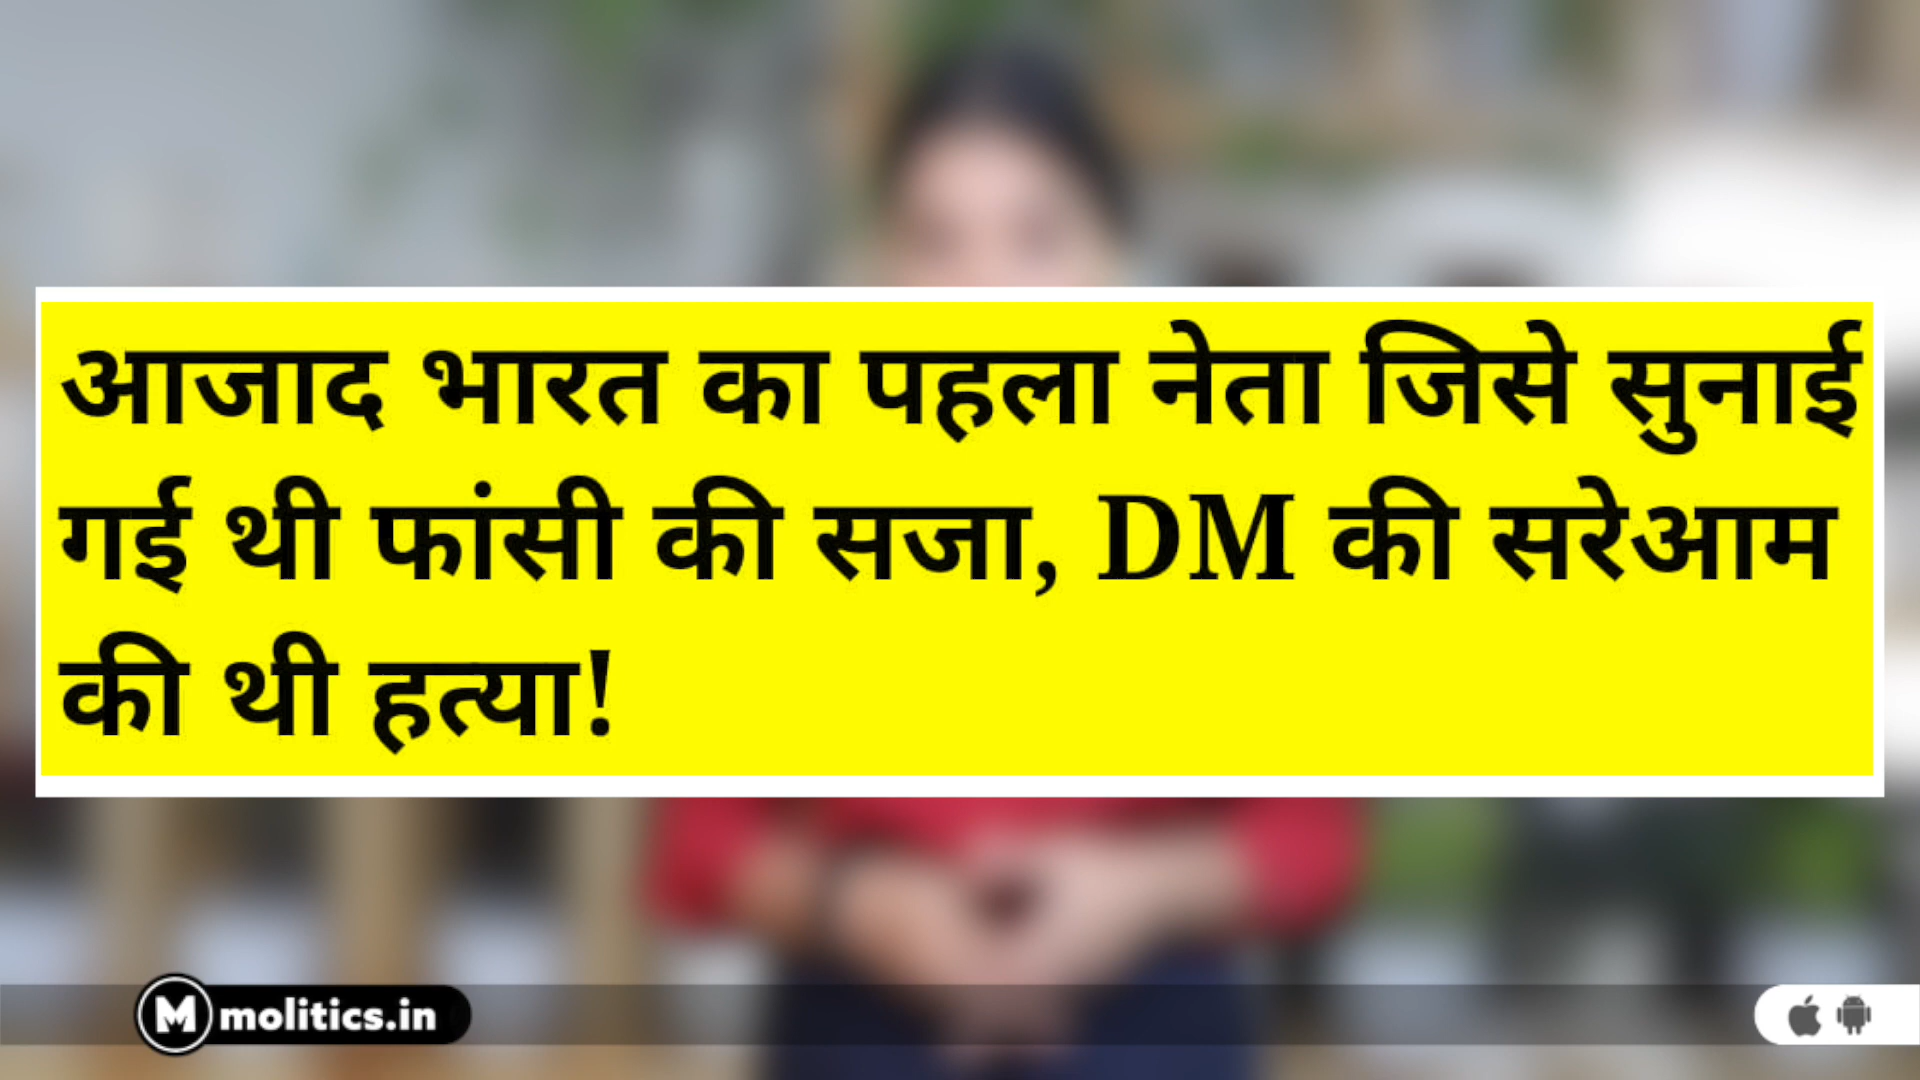 आजाद भारत का पहला नेता जिसे सुनाई
गई थी फांसी की सजा, DM की सरेआम
की थी हत्या!
M molitics.in